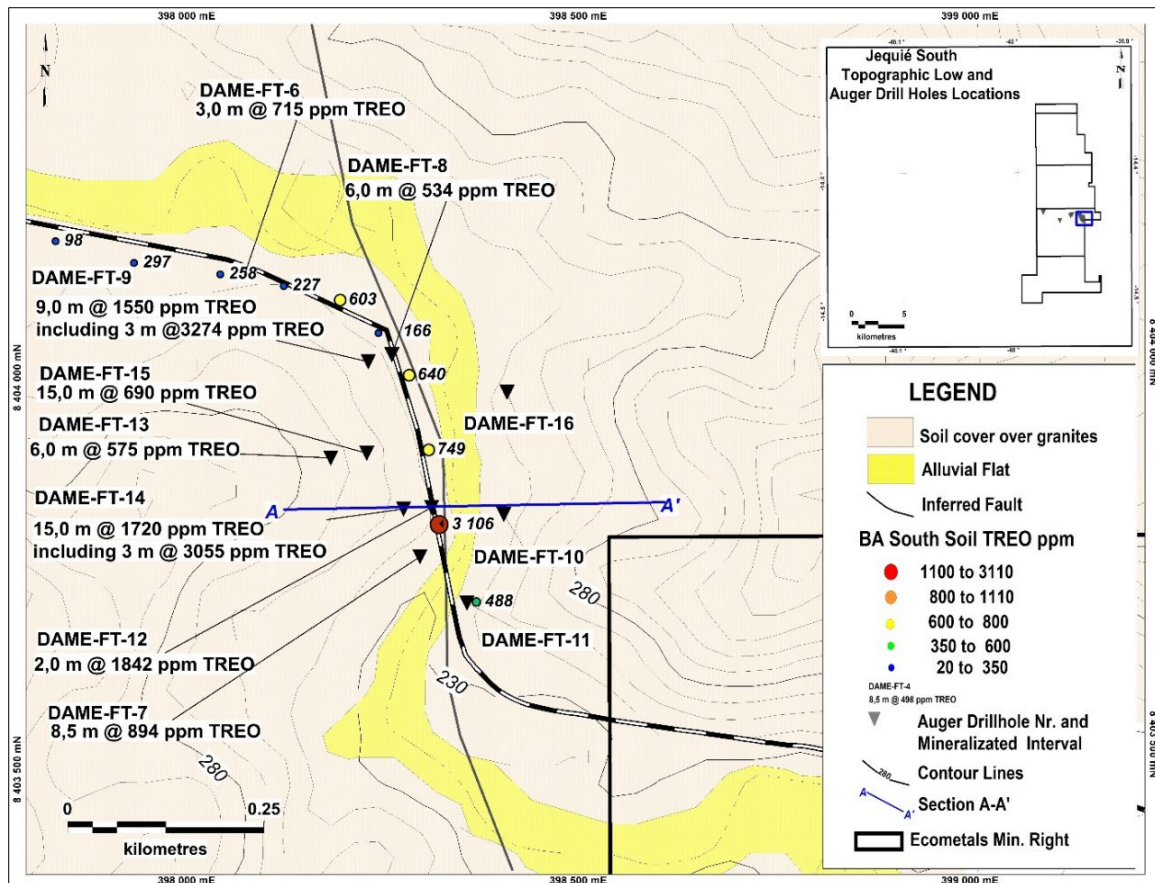 398 000 mE
398 500 mE
399 000 mE
N
DAME-FT-6
3,0 m @ 715 ppm TREO
DAME-FT-8
6,0 m @ 534 ppm TREO
98
297
258
227
603
166
640
749
3 106
488
DAME-FT-9
9,0 m @ 1550 ppm TREO
including 3 m @3274 ppm TREO
DAME-FT-15
15,0 m @ 690 ppm TREO
DAME-FT-13
6,0 m @ 575 ppm TREO
DAME-FT-16
DAME-FT-14
15,0 m @ 1720 ppm TREO
including 3 m @ 3055 ppm TREO
A
A'
DAME-FT-10
DAME-FT-11
DAME-FT-12
2,0 m @ 1842 ppm TREO
DAME-FT-7
8,5 m @ 894 ppm TREO
280
230
280
0
0.25
kilometres
8 404 000 mN
8 403 500 mN
8 404 000 mN
8 403 500 mN
398 000 mE
398 500 mE
399 000 mE
Jequié South
Topographic Low and
Auger Drill Holes Locations
N
0
5
kilometres
LEGEND
Soil cover over granites
Alluvial Flat
Inferred Fault
BA South Soil TREO ppm
1100 to 3110
800 to 1110
600 to 800
350 to 600
20 to 350
DAME-FT-4
8,5 m @ 498 ppm TREO
Auger Drillhole Nr. and
Mineralizated Interval
280
Contour Lines
A
A'
Section A-A'
Ecometals Min. Right